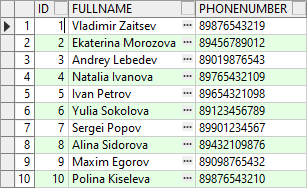 ID FULLNAME PHONENUMBER
1 1 Vladimir Zaitsev ··· 89876543219
2 2 Ekaterina Morozova ··· 89456789012
3 3 Andrey Lebedev ··· 89019876543
4 4 Natalia Ivanova ··· 89765432109
5 5 Ivan Petrov ··· 89654321098
6 6 Yulia Sokolova ··· 89123456789
7 7 Sergei Popov ··· 89901234567
8 8 Alina Sidorova ··· 89432109876
9 9 Maxim Egorov ··· 89098765432
10 10 Polina Kiseleva ··· 89876543210